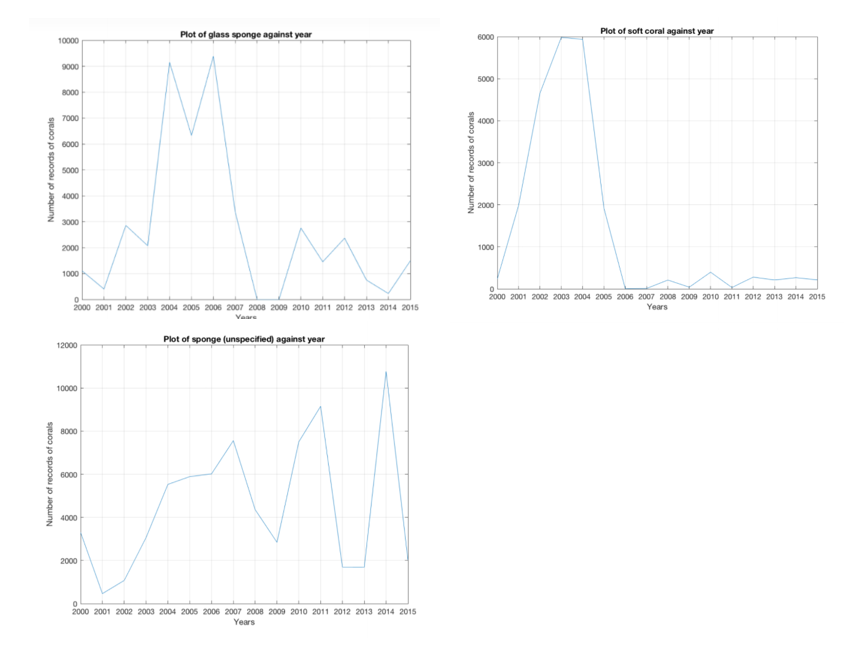 Plot of glass sponge against year
10000
9000
8000
7000
6000
5000
4000
3000
2000
1000
0
Number of records of corals
2000 2001 2002 2003 2004 2005 2006 2007 2008 2009 2010 2011 2012 2013 2014 2015
Years
Plot of soft coral against year
6000
5000
4000
3000
2000
1000
0
Number of records of corals
2000 2001 2002 2003 2004 2005 2006 2007 2008 2009 2010 2011 2012 2013 2014 2015
Years
Plot of sponge (unspecified) against year
12000
10000
8000
6000
4000
2000
0
Number of records of corals
2000 2001 2002 2003 2004 2005 2006 2007 2008 2009 2010 2011 2012 2013 2014 2015
Years